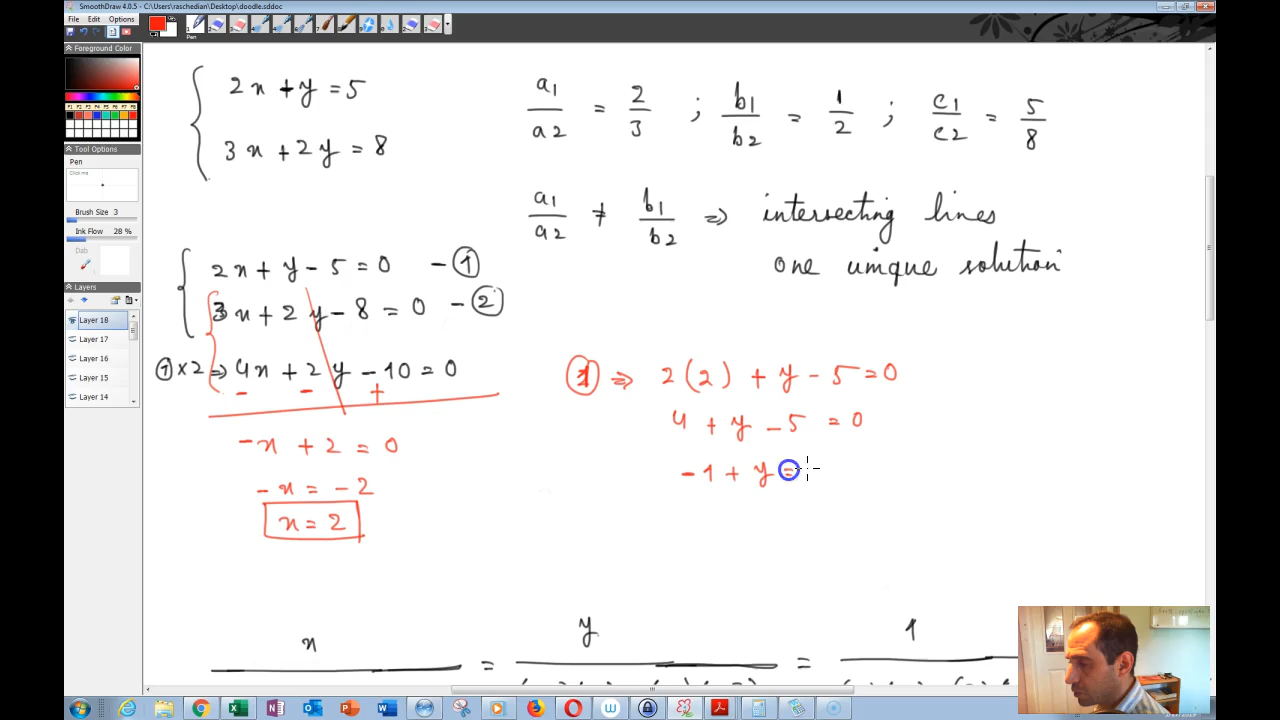 SmoothDraw 4.0.5 - C:\Users\raschedian\Desktop\doodle.sddoc
File Edit Options
Pen
Foreground Color
Tool Options
Pen
Click me
Brush Size 3
Ink Flow 28 %
Dab
Layers
Layer 18
Layer 17
Layer 16
Layer 15
Layer 14
2x + y = 5
3x + 2y = 8
a1/a2 = 2/3 ; b1/b2 = 1/2 ; c1/c2 = 5/8
a1/a2 ≠ b1/b2 => intersecting lines
one unique solution
2x + y - 5 = 0 - ①
3x + 2y - 8 = 0 - ②
① x 2 => 4x + 2y - 10 = 0
- - +
-x + 2 = 0
-x = -2
x = 2
① => 2(2) + y - 5 = 0
4 + y - 5 = 0
-1 + y =
x = y = 1